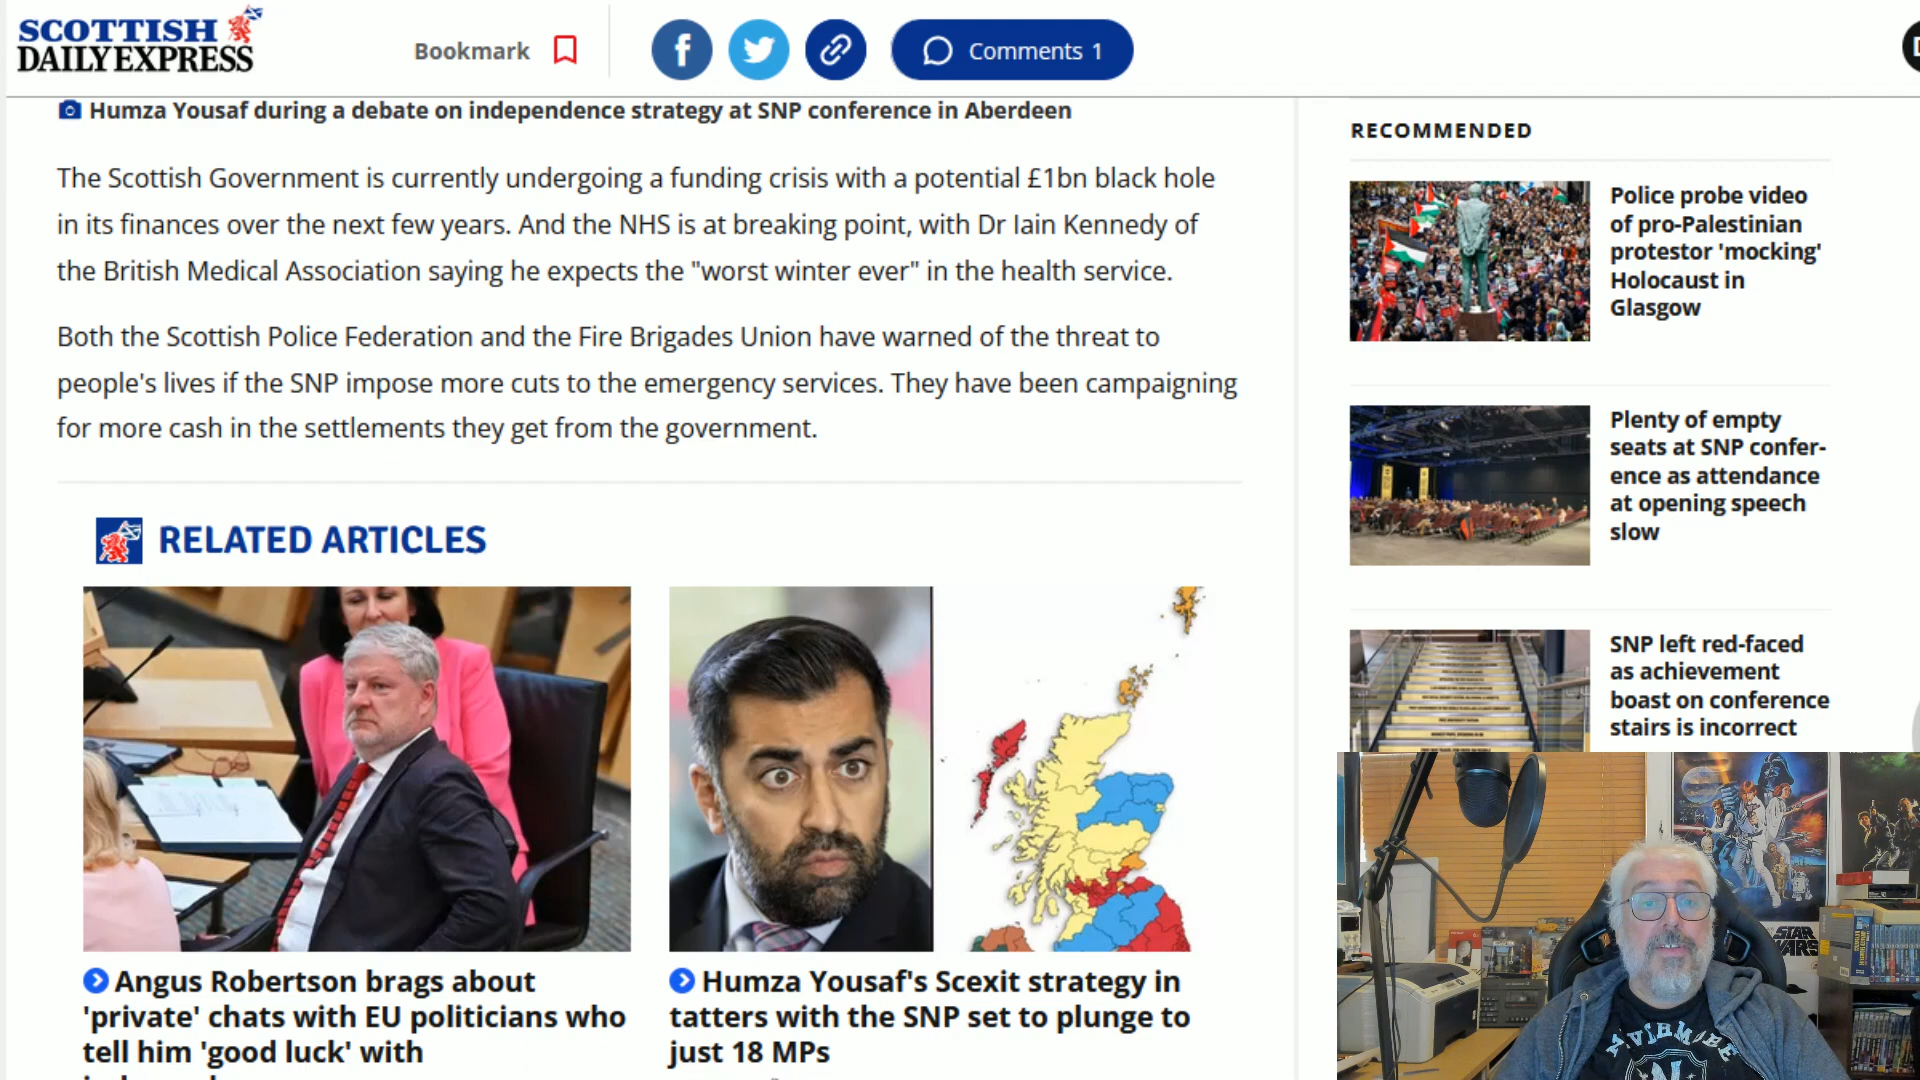 SCOTTISH
DAILY EXPRESS
Bookmark
Comments 1
Humza Yousaf during a debate on independence strategy at SNP conference in Aberdeen
The Scottish Government is currently undergoing a funding crisis with a potential £1bn black hole
in its finances over the next few years. And the NHS is at breaking point, with Dr Iain Kennedy of
the British Medical Association saying he expects the "worst winter ever" in the health service.
Both the Scottish Police Federation and the Fire Brigades Union have warned of the threat to
people's lives if the SNP impose more cuts to the emergency services. They have been campaigning
for more cash in the settlements they get from the government.
RELATED ARTICLES
Angus Robertson brags about
'private' chats with EU politicians who
tell him 'good luck' with
Humza Yousaf's Scexit strategy in
tatters with the SNP set to plunge to
just 18 MPs
RECOMMENDED
Police probe video
of pro-Palestinian
protestor 'mocking'
Holocaust in
Glasgow
Plenty of empty
seats at SNP confer-
ence as attendance
at opening speech
slow
SNP left red-faced
as achievement
boast on conference
stairs is incorrect
STAR
WARS